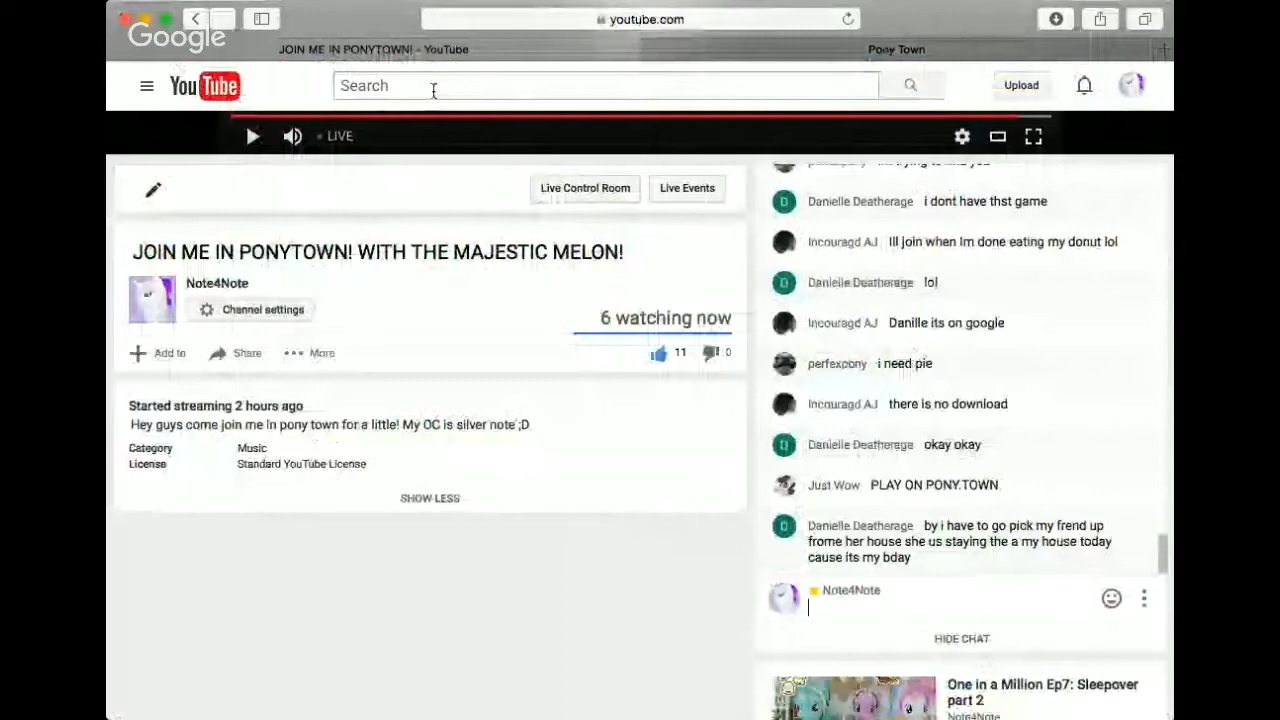 youtube.com
Google
JOIN ME IN PONYTOWN! - YouTube
Pony Town
YouTube
Search
Upload
LIVE
Live Control Room
Live Events
JOIN ME IN PONYTOWN! WITH THE MAJESTIC MELON!
Note4Note
Channel settings
6 watching now
Add to
Share
More
11
0
Started streaming 2 hours ago
Hey guys come join me in pony town for a little! My OC is silver note ;D
Category Music
License Standard YouTube License
SHOW LESS
Danielle Deatherage i dont have thst game
Incouragd AJ Ill join when Im done eating my donut lol
Danielle Deatherage lol
Incouragd AJ Danille its on google
perfexpony i need pie
Incouragd AJ there is no download
Danielle Deatherage okay okay
Just Wow PLAY ON PONY.TOWN
Danielle Deatherage by i have to go pick my frend up
frome her house she us staying the a my house today
cause its my bday
Note4Note
HIDE CHAT
One in a Million Ep7: Sleepover
part 2
Note4Note